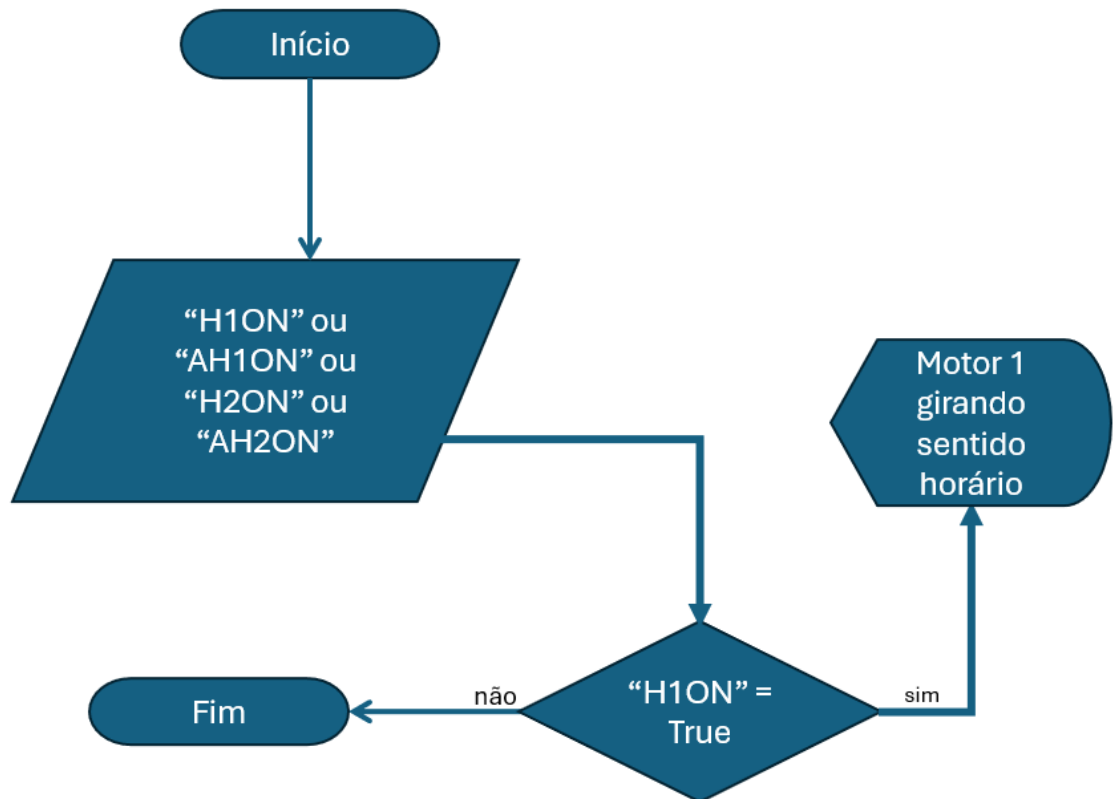 Início
“H1ON” ou
“AH1ON” ou
“H2ON” ou
“AH2ON”
Motor 1
girando
sentido
horário
“H1ON” =
True
não
sim
Fim